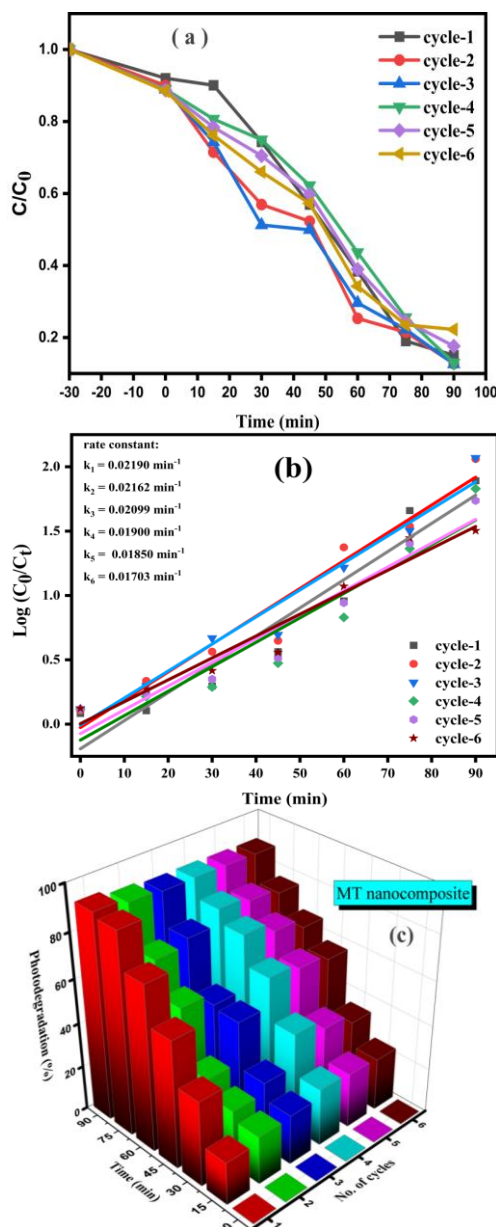 ( a )
cycle-1
cycle-2
cycle-3
cycle-4
cycle-5
cycle-6
1.0
0.8
0.6
0.4
0.2
C/C0
-30 -20 -10 0 10 20 30 40 50 60 70 80 90 100
Time (min)
rate constant:
k1 = 0.02190 min-1
k2 = 0.02162 min-1
k3 = 0.02099 min-1
k4 = 0.01900 min-1
k5 = 0.01850 min-1
k6 = 0.01703 min-1
(b)
2.0
1.5
1.0
0.5
0.0
Log (C0/Ct)
cycle-1
cycle-2
cycle-3
cycle-4
cycle-5
cycle-6
0 10 20 30 40 50 60 70 80 90
Time (min)
MT nanocomposite
(c)
100
80
60
40
20
0
Photodegradation (%)
90
75
60
45
30
15
0
Time (min)
1
2
3
4
5
6
No. of cycles